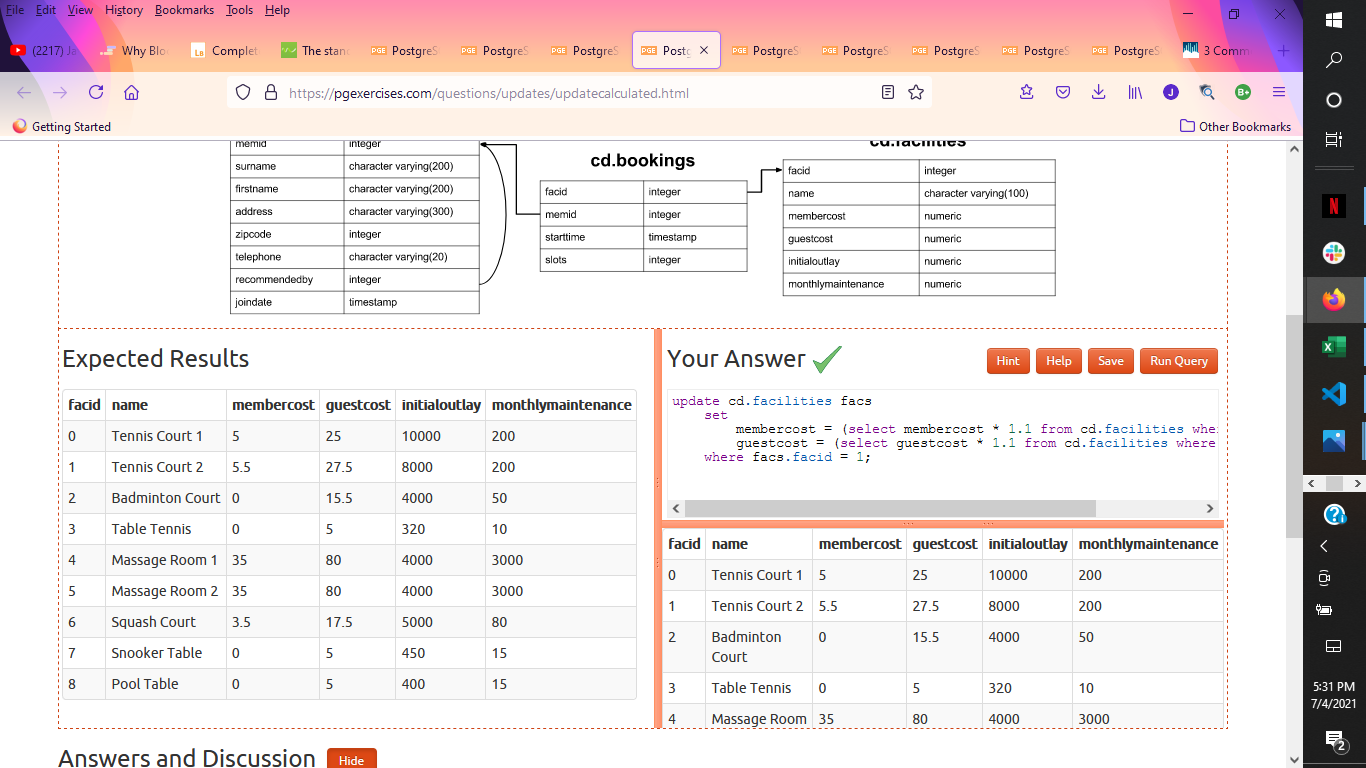 File Edit View History Bookmarks Tools Help
(2217) Ja Why Blo Complet The stan PostgreS PostgreS PostgreS Postg PostgreS PostgreS PostgreS PostgreS PostgreS 3 Comm
https://pgexercises.com/questions/updates/updatecalculated.html
Getting Started Other Bookmarks
memid integer
surname character varying(200)
firstname character varying(200)
address character varying(300)
zipcode integer
telephone character varying(20)
recommendedby integer
joindate timestamp
cd.bookings
facid integer
memid integer
starttime timestamp
slots integer
cd.facilities
facid integer
name character varying(100)
membercost numeric
guestcost numeric
initialoutlay numeric
monthlymaintenance numeric
Expected Results
facid name membercost guestcost initialoutlay monthlymaintenance
0 Tennis Court 1 5 25 10000 200
1 Tennis Court 2 5.5 27.5 8000 200
2 Badminton Court 0 15.5 4000 50
3 Table Tennis 0 5 320 10
4 Massage Room 1 35 80 4000 3000
5 Massage Room 2 35 80 4000 3000
6 Squash Court 3.5 17.5 5000 80
7 Snooker Table 0 5 450 15
8 Pool Table 0 5 400 15
Your Answer
Hint Help Save Run Query
update cd.facilities facs
set
membercost = (select membercost * 1.1 from cd.facilities whe
guestcost = (select guestcost * 1.1 from cd.facilities where
where facs.facid = 1;
facid name membercost guestcost initialoutlay monthlymaintenance
0 Tennis Court 1 5 25 10000 200
1 Tennis Court 2 5.5 27.5 8000 200
2 Badminton Court 0 15.5 4000 50
3 Table Tennis 0 5 320 10
4 Massage Room 35 80 4000 3000
Answers and Discussion Hide
5:31 PM
7/4/2021
2